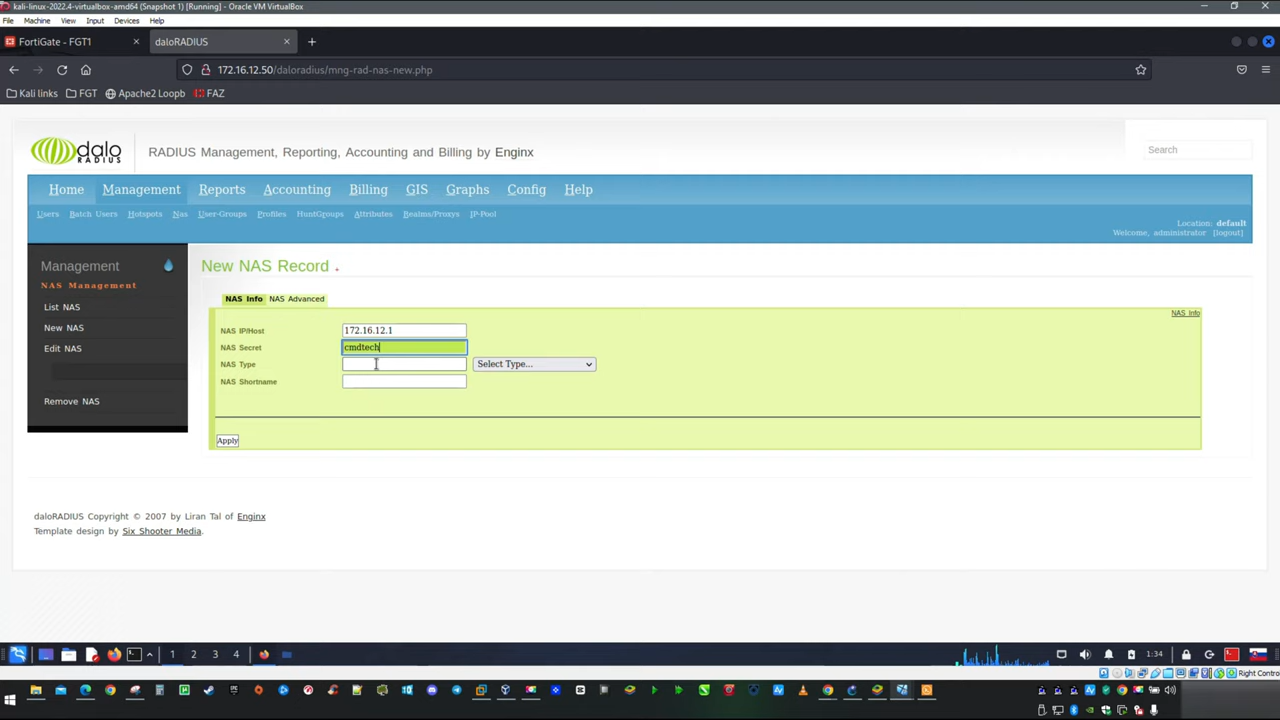 kali-linux-2022.4-virtualbox-amd64 (Snapshot 1) [Running] - Oracle VM VirtualBox
File Machine View Input Devices Help
FortiGate - FGT1
daloRADIUS
172.16.12.50/daloradius/mng-rad-nas-new.php
Kali links FGT Apache2 Loopb FAZ
dalo RADIUS
RADIUS Management, Reporting, Accounting and Billing by Enginx
Search
Home Management Reports Accounting Billing GIS Graphs Config Help
Users Batch Users Hotspots Nas User-Groups Profiles HuntGroups Attributes Realms/Proxys IP-Pool
Location: default
Welcome, administrator [logout]
Management
NAS Management
List NAS
New NAS
Edit NAS
Remove NAS
New NAS Record .
NAS Info NAS Advanced
NAS Info
NAS IP/Host 172.16.12.1
NAS Secret cmdtech
NAS Type Select Type...
NAS Shortname
Apply
daloRADIUS Copyright © 2007 by Liran Tal of Enginx
Template design by Six Shooter Media.
1 2 3 4
1:34
Right Control